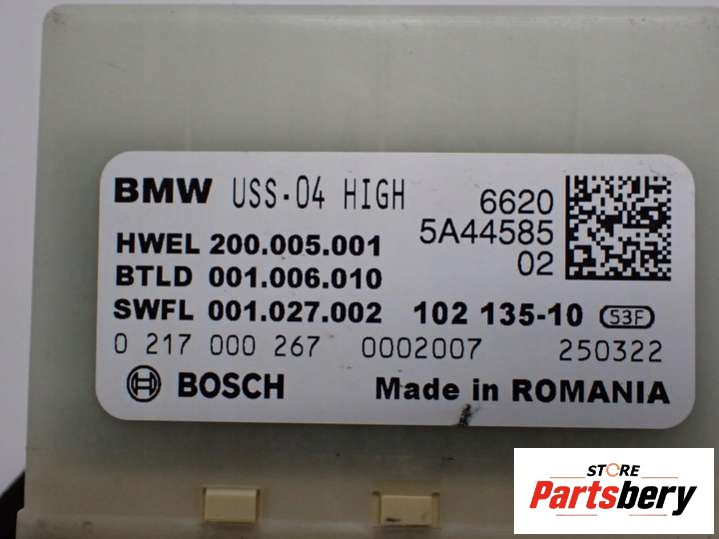 BMW USS-04 HIGH 6620
HWEL 200.005.001 5A44585
BTLD 001.006.010 02
SWFL 001.027.002 102 135-10 53F
0 217 000 267 0002007 250322
BOSCH Made in ROMANIA
STORE
Partsbery